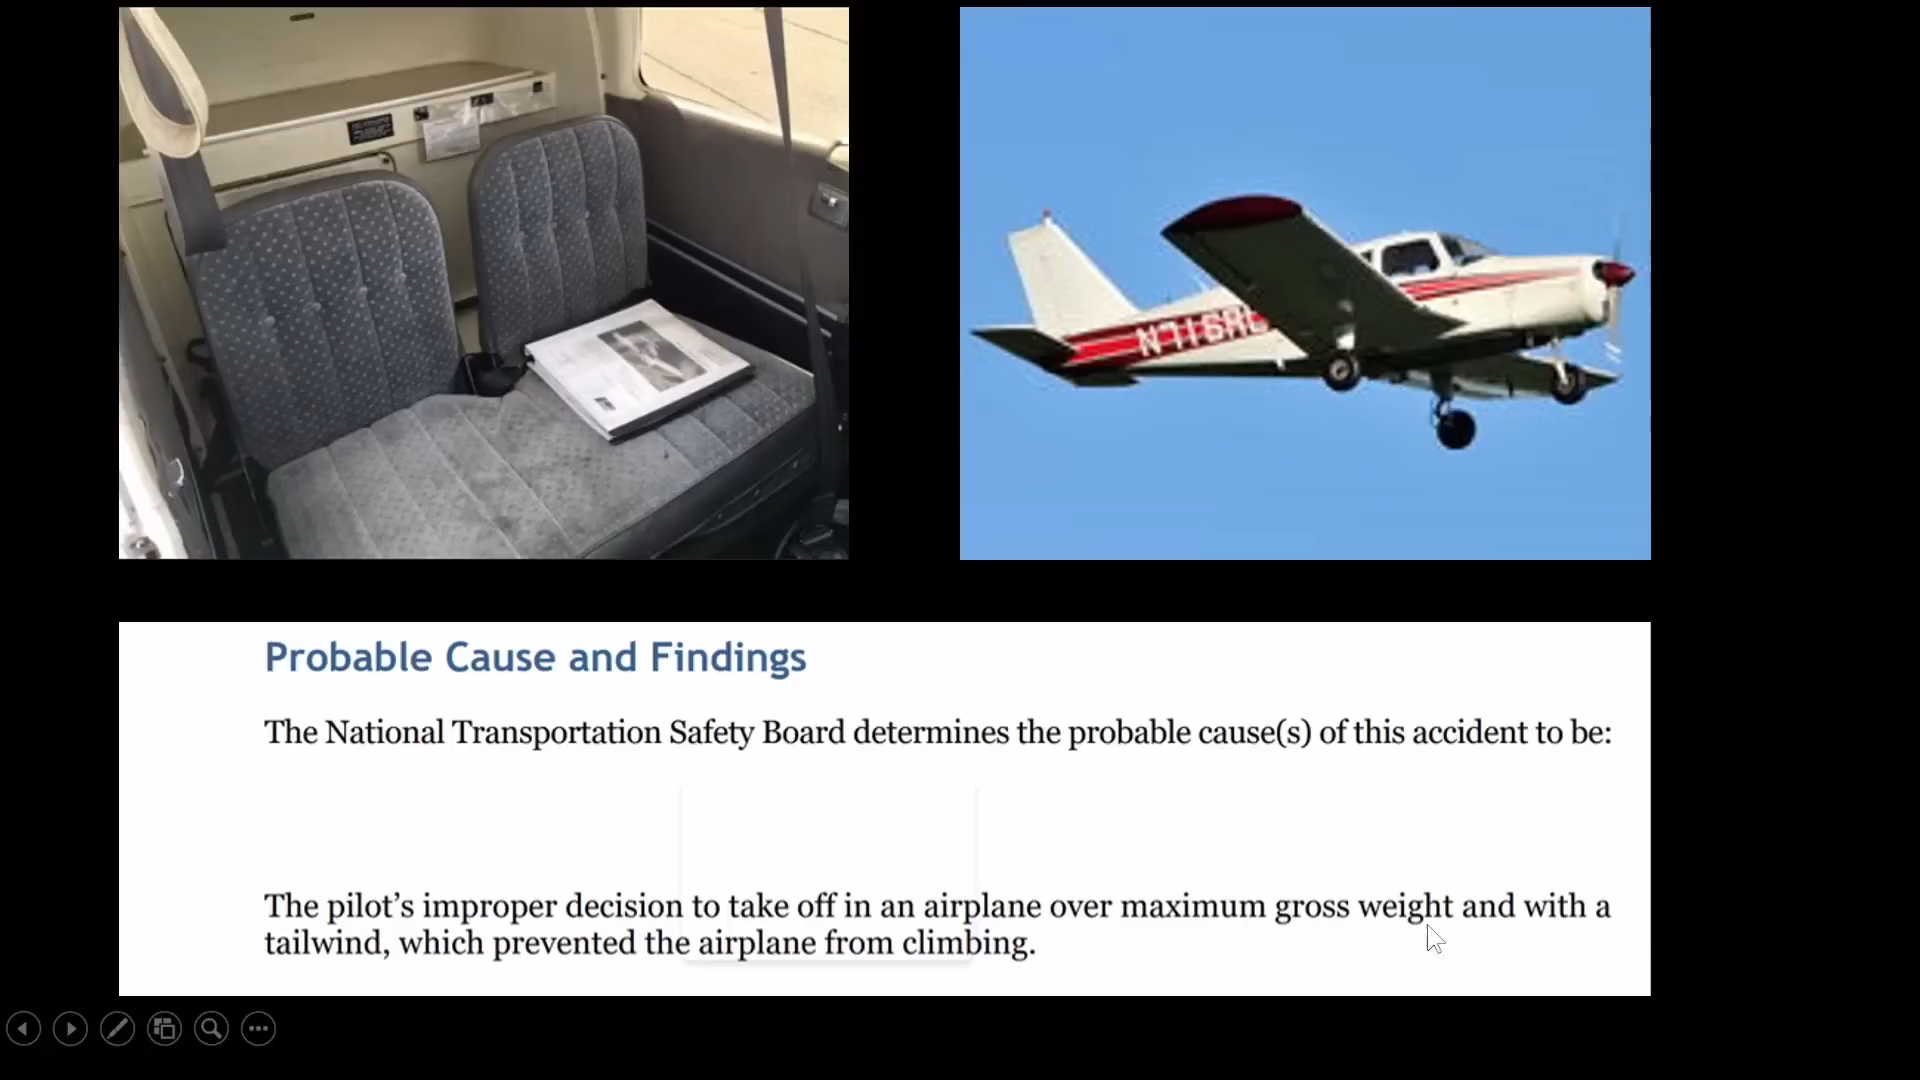 Probable Cause and Findings
The National Transportation Safety Board determines the probable cause(s) of this accident to be:
The pilot’s improper decision to take off in an airplane over maximum gross weight and with a
tailwind, which prevented the airplane from climbing.